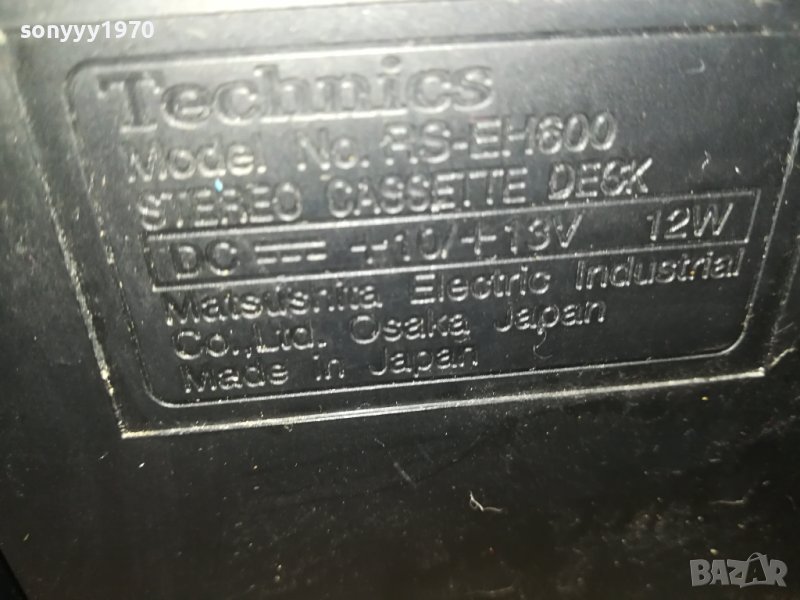 sonyyy1970
Technics
Model No. RS-EH600
STEREO CASSETTE DECK
DC ⎓ +10/+13V 12W
Matsushita Electric Industrial
Co.,Ltd. Osaka Japan
Made in Japan
BAZAR